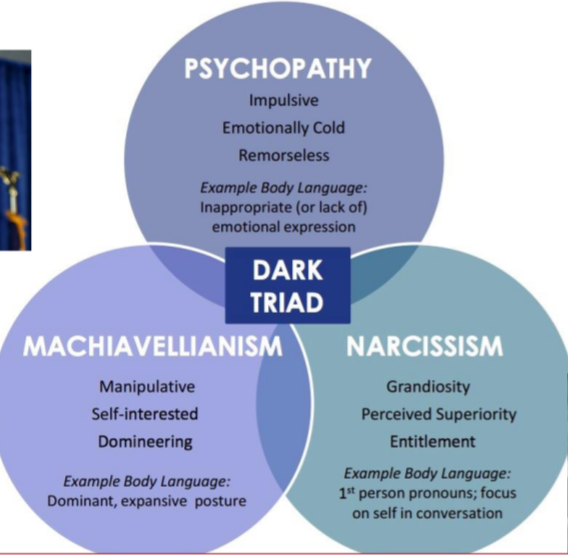 PSYCHOPATHY
Impulsive
Emotionally Cold
Remorseless
Example Body Language:
Inappropriate (or lack of)
emotional expression
DARK
TRIAD
MACHIAVELLIANISM
Manipulative
Self-interested
Domineering
Example Body Language:
Dominant, expansive posture
NARCISSISM
Grandiosity
Perceived Superiority
Entitlement
Example Body Language:
1st person pronouns; focus
on self in conversation